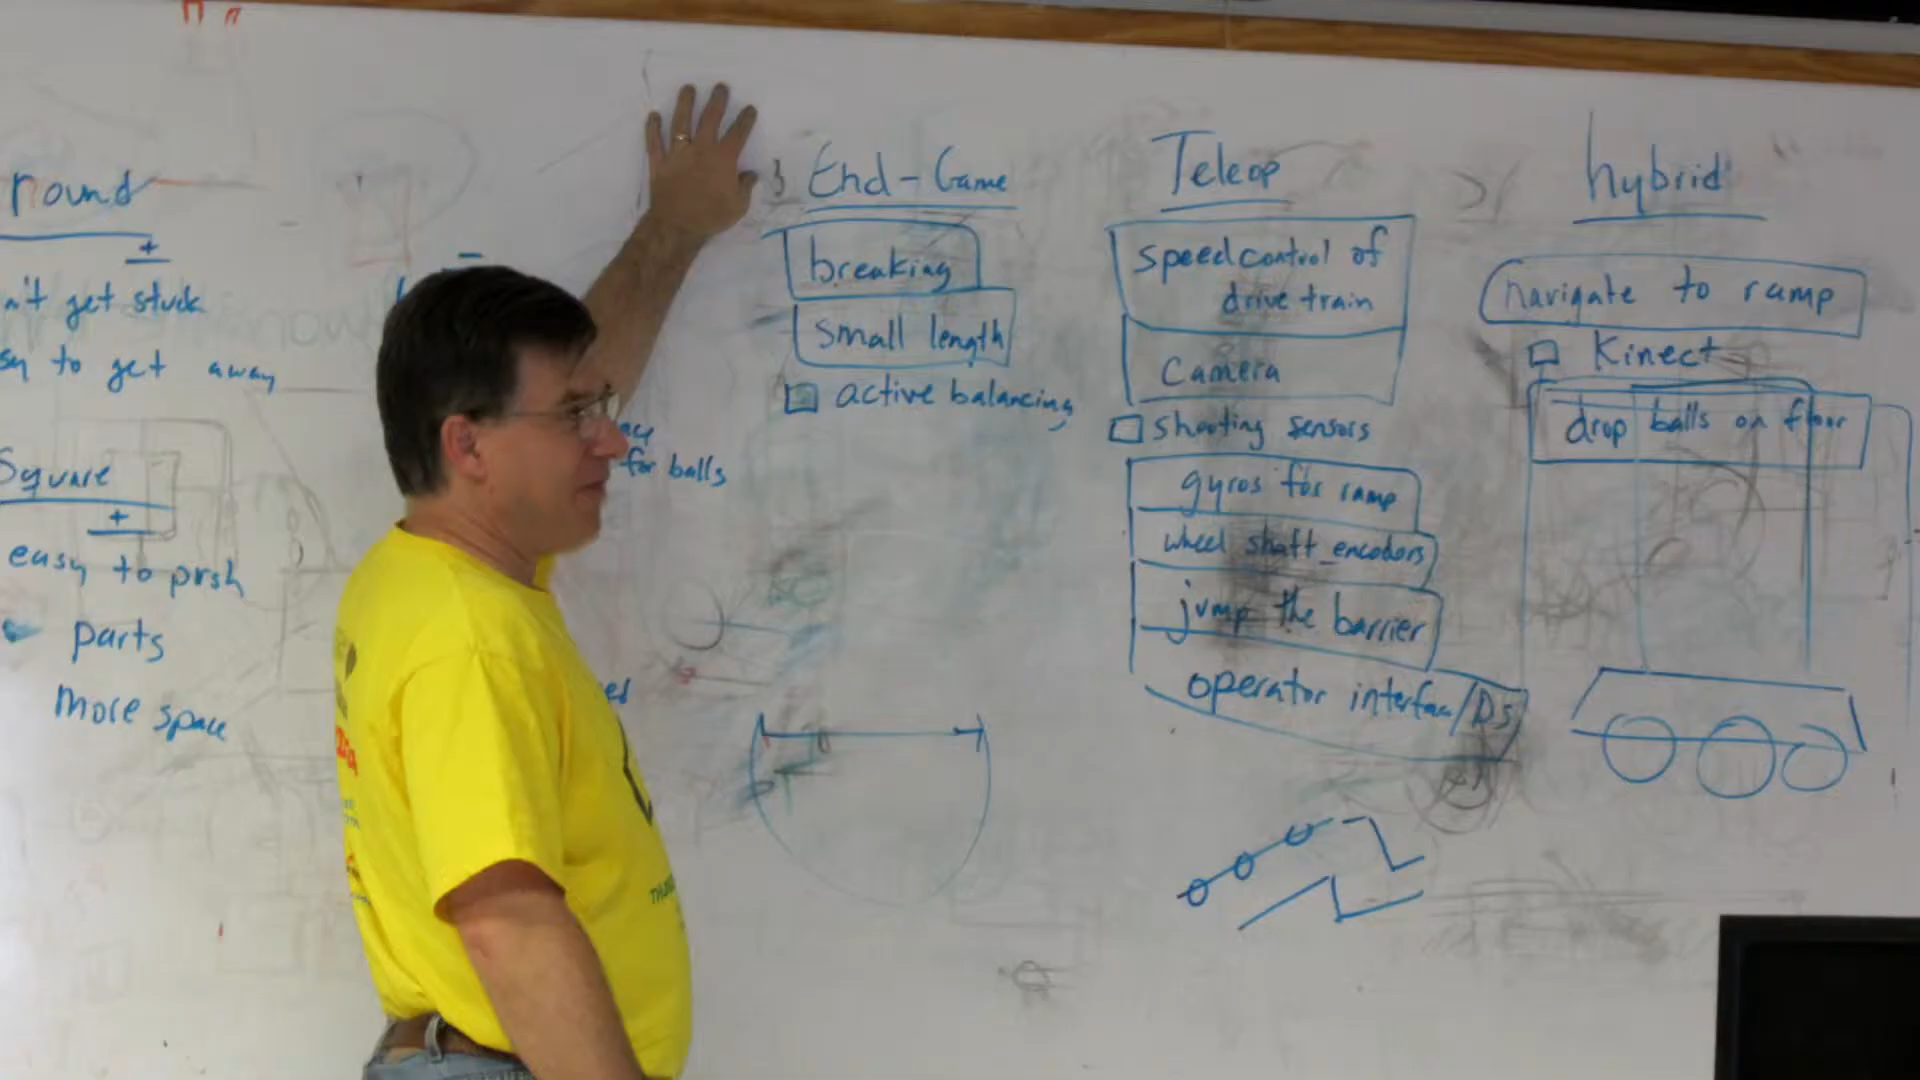 round
+
-
n't get stuck
sy to get away
for balls
Square
+
easy to push
parts
more space
End-Game
breaking
small length
active balancing
Teleop
speed control of
drive train
Camera
shooting sensors
gyros for ramp
wheel shaft encodors
jump the barrier
operator interface/DS
hybrid
navigate to ramp
Kinect
drop balls on floor